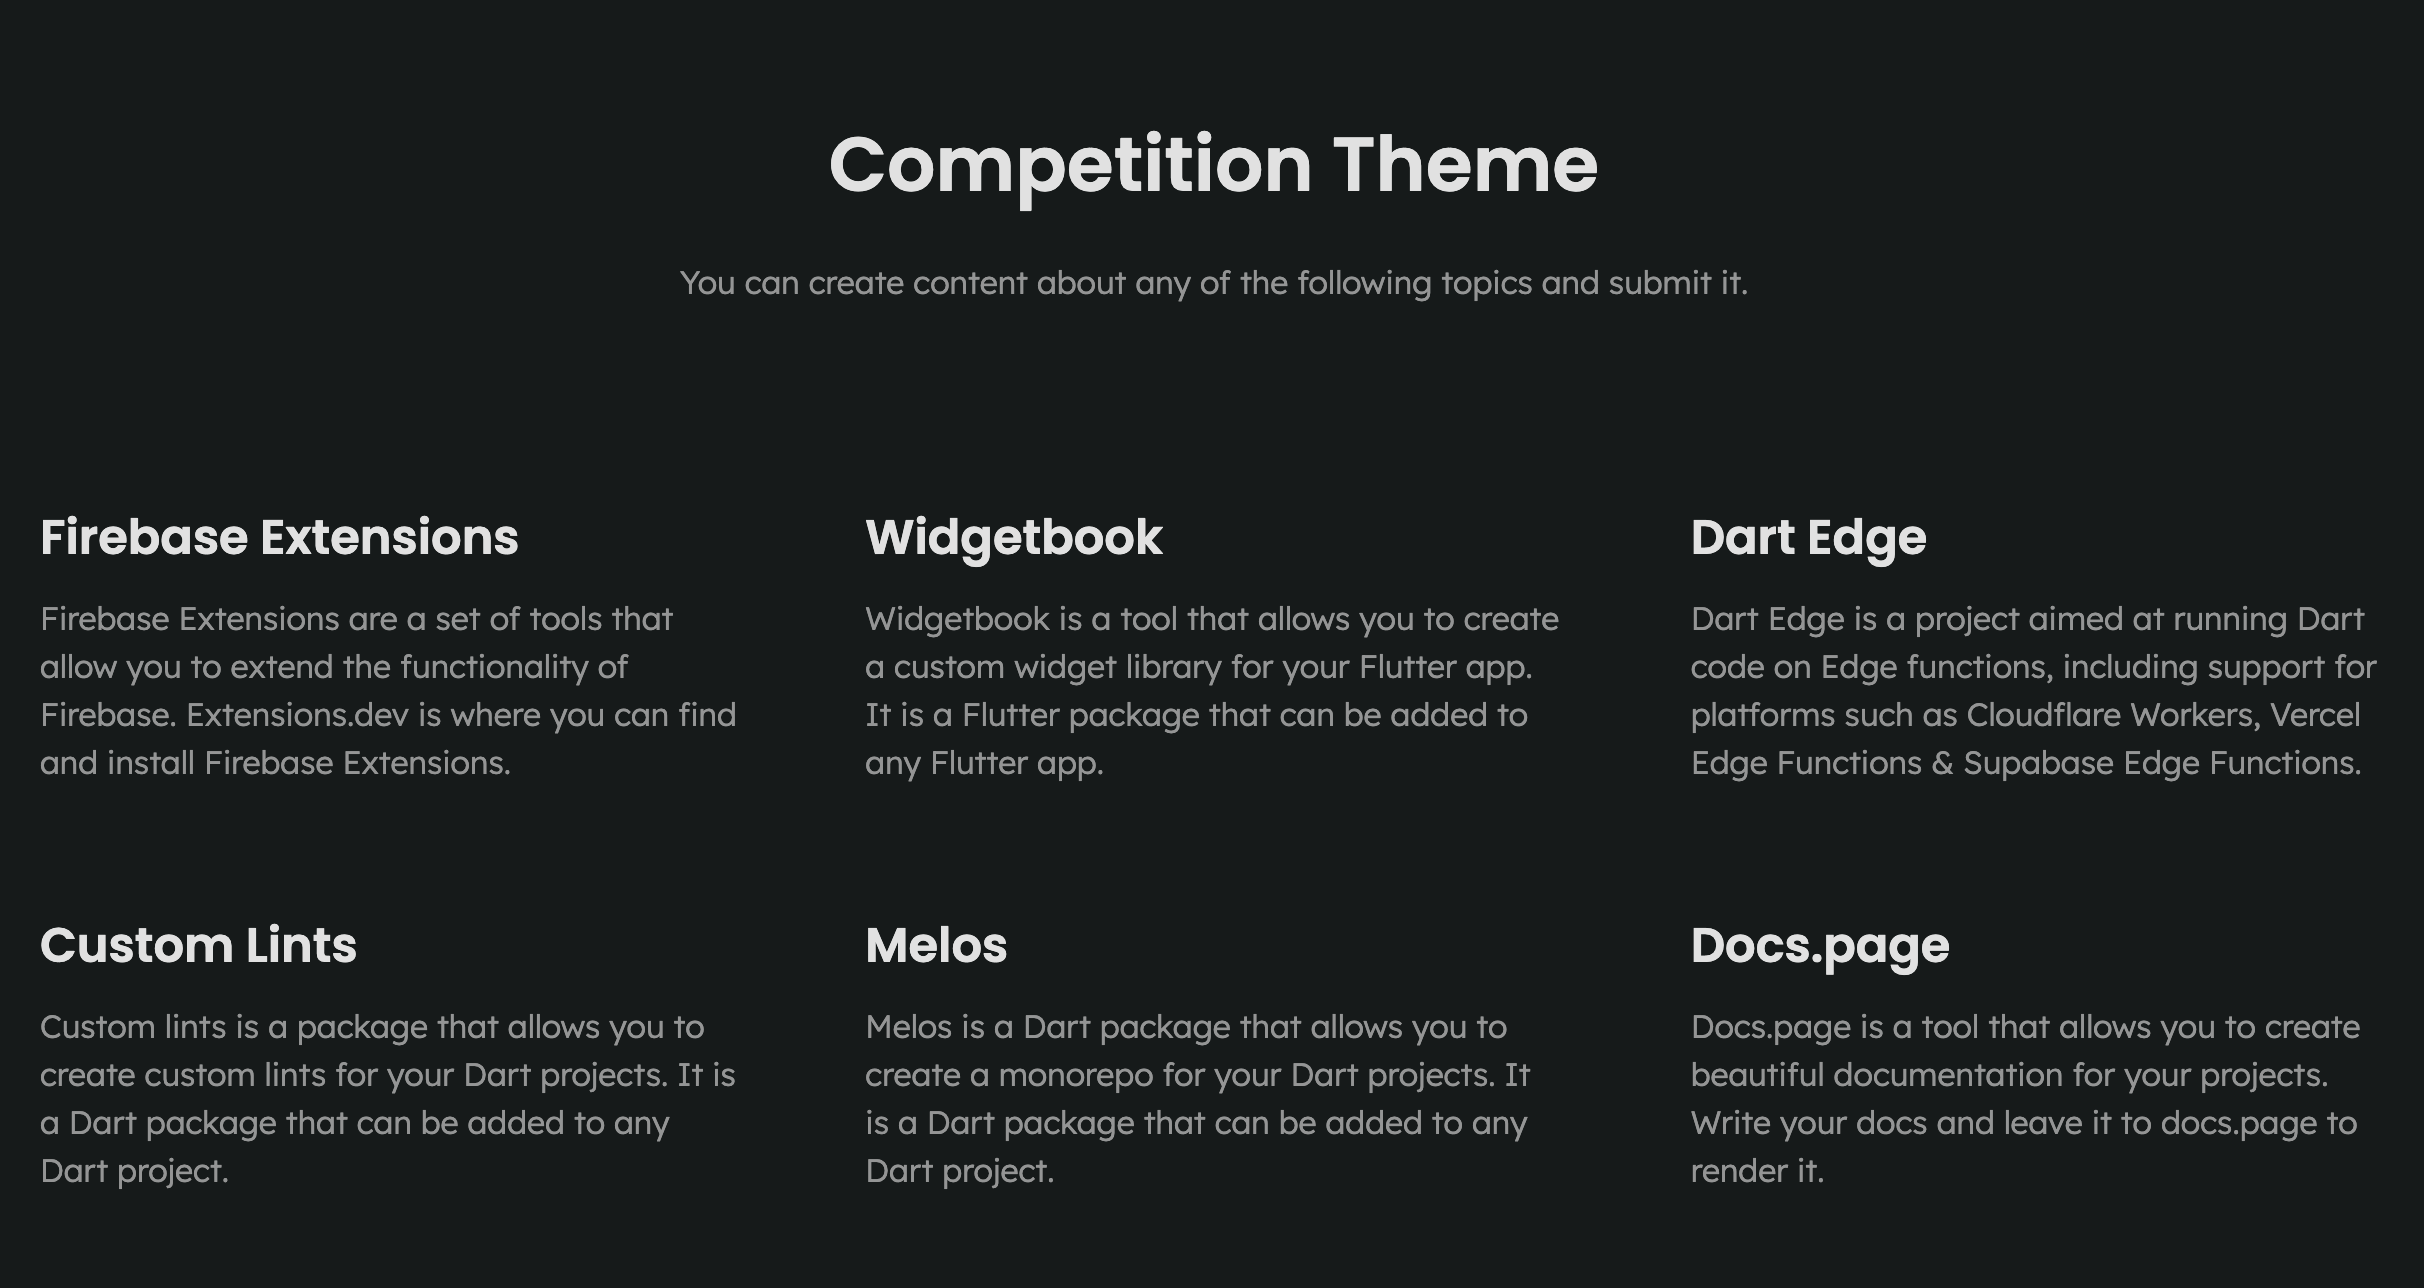 Competition Theme
You can create content about any of the following topics and submit it.
Firebase Extensions
Firebase Extensions are a set of tools that
allow you to extend the functionality of
Firebase. Extensions.dev is where you can find
and install Firebase Extensions.
Widgetbook
Widgetbook is a tool that allows you to create
a custom widget library for your Flutter app.
It is a Flutter package that can be added to
any Flutter app.
Dart Edge
Dart Edge is a project aimed at running Dart
code on Edge functions, including support for
platforms such as Cloudflare Workers, Vercel
Edge Functions & Supabase Edge Functions.
Custom Lints
Custom lints is a package that allows you to
create custom lints for your Dart projects. It is
a Dart package that can be added to any
Dart project.
Melos
Melos is a Dart package that allows you to
create a monorepo for your Dart projects. It
is a Dart package that can be added to any
Dart project.
Docs.page
Docs.page is a tool that allows you to create
beautiful documentation for your projects.
Write your docs and leave it to docs.page to
render it.